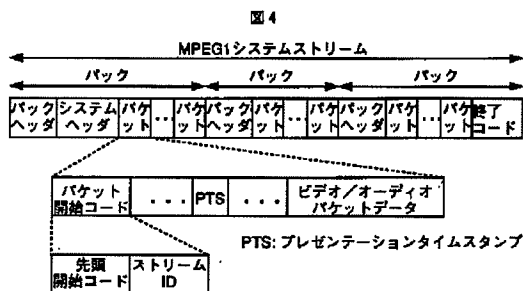 図4
MPEG1システムストリーム
パック パック パック
パック システム パケ パケ パック パケ パケ パック パケ パケ 終了
ヘッダ ヘッダ ット ... ット ヘッダ ット ... ット ヘッダ ット ... ット コード
パケット ビデオ/オーディオ
開始コード ... PTS ... パケットデータ
PTS: プレゼンテーションタイムスタンプ
先頭 ストリーム
開始コード ID